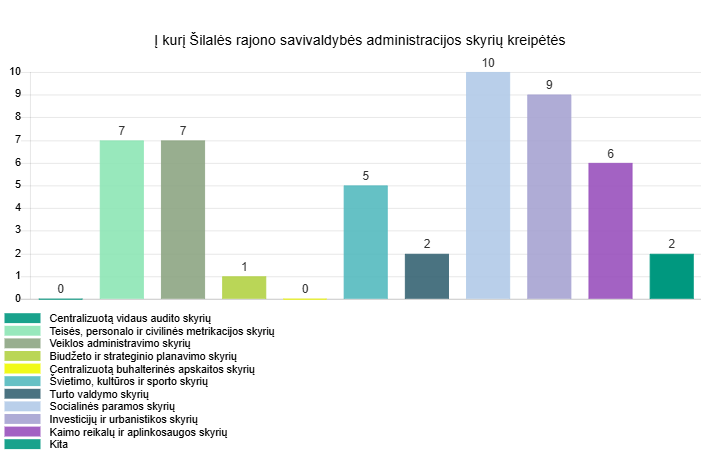 Į kurį Šilalės rajono savivaldybės administracijos skyrių kreipėtės
10
9
8
7
6
5
4
3
2
1
0
0
7
7
1
0
5
2
10
9
6
2
Centralizuotą vidaus audito skyrių
Teisės, personalo ir civilinės metrikacijos skyrių
Veiklos administravimo skyrių
Biudžeto ir strateginio planavimo skyrių
Centralizuotą buhalterinės apskaitos skyrių
Švietimo, kultūros ir sporto skyrių
Turto valdymo skyrių
Socialinės paramos skyrių
Investicijų ir urbanistikos skyrių
Kaimo reikalų ir aplinkosaugos skyrių
Kita